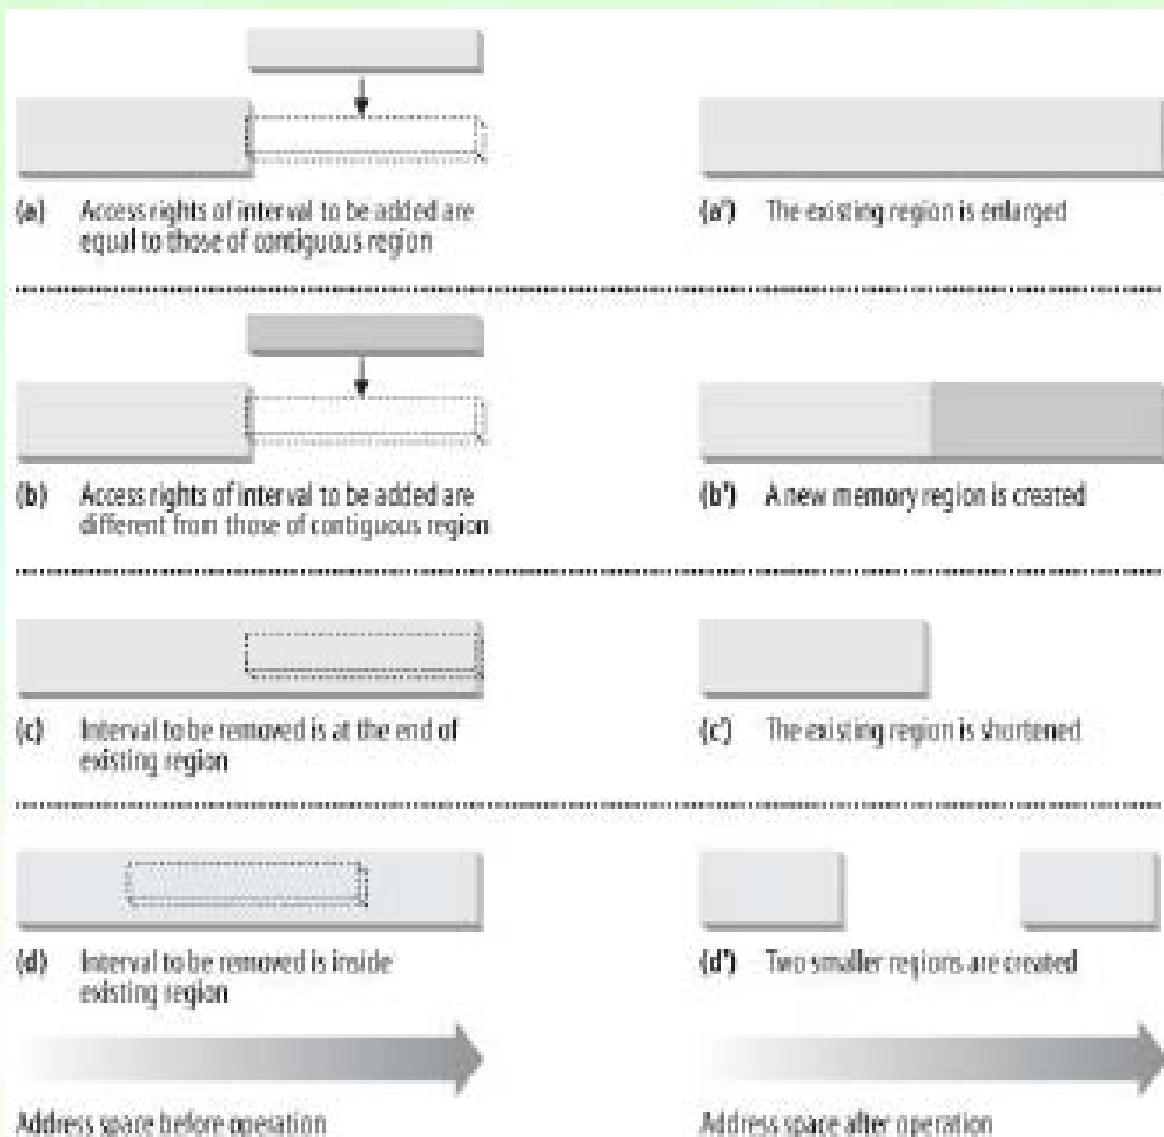 (a) Access rights of interval to be added are
equal to those of contiguous region
(a') The existing region is enlarged
(b) Access rights of interval to be added are
different from those of contiguous region
(b') A new memory region is created
(c) Interval to be removed is at the end of
existing region
(c') The existing region is shortened
(d) Interval to be removed is inside
existing region
(d') Two smaller regions are created
Address space before operation
Address space after operation